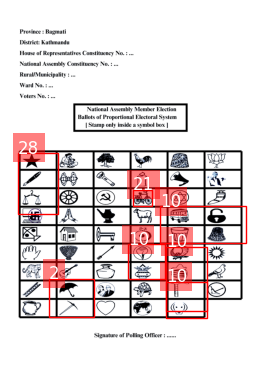 Province : Bagmati
District: Kathmandu
House of Representatives Constituency No. : ...
National Assembly Constituency No. : ...
Rural/Municipality : ...
Ward No. : ...
Voters No. : ...
National Assembly Member Election
Ballots of Proportional Electoral System
[ Stamp only inside a symbol box ]
28
21
10
10
10
2
10
Signature of Polling Officer : ......